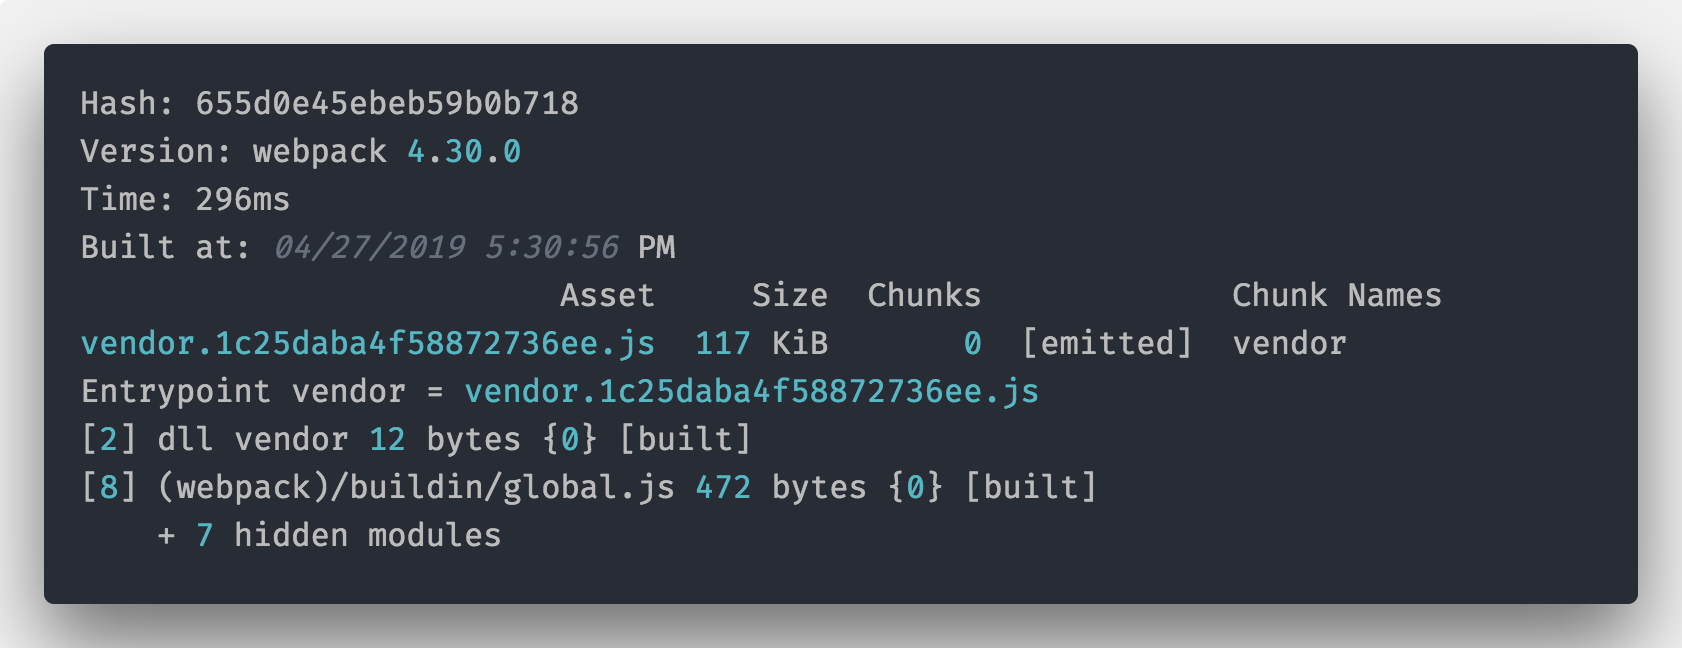 Hash: 655d0e45ebeb59b0b718
Version: webpack 4.30.0
Time: 296ms
Built at: 04/27/2019 5:30:56 PM
                         Asset     Size  Chunks             Chunk Names
vendor.1c25daba4f58872736ee.js  117 KiB       0  [emitted]  vendor
Entrypoint vendor = vendor.1c25daba4f58872736ee.js
[2] dll vendor 12 bytes {0} [built]
[8] (webpack)/buildin/global.js 472 bytes {0} [built]
    + 7 hidden modules